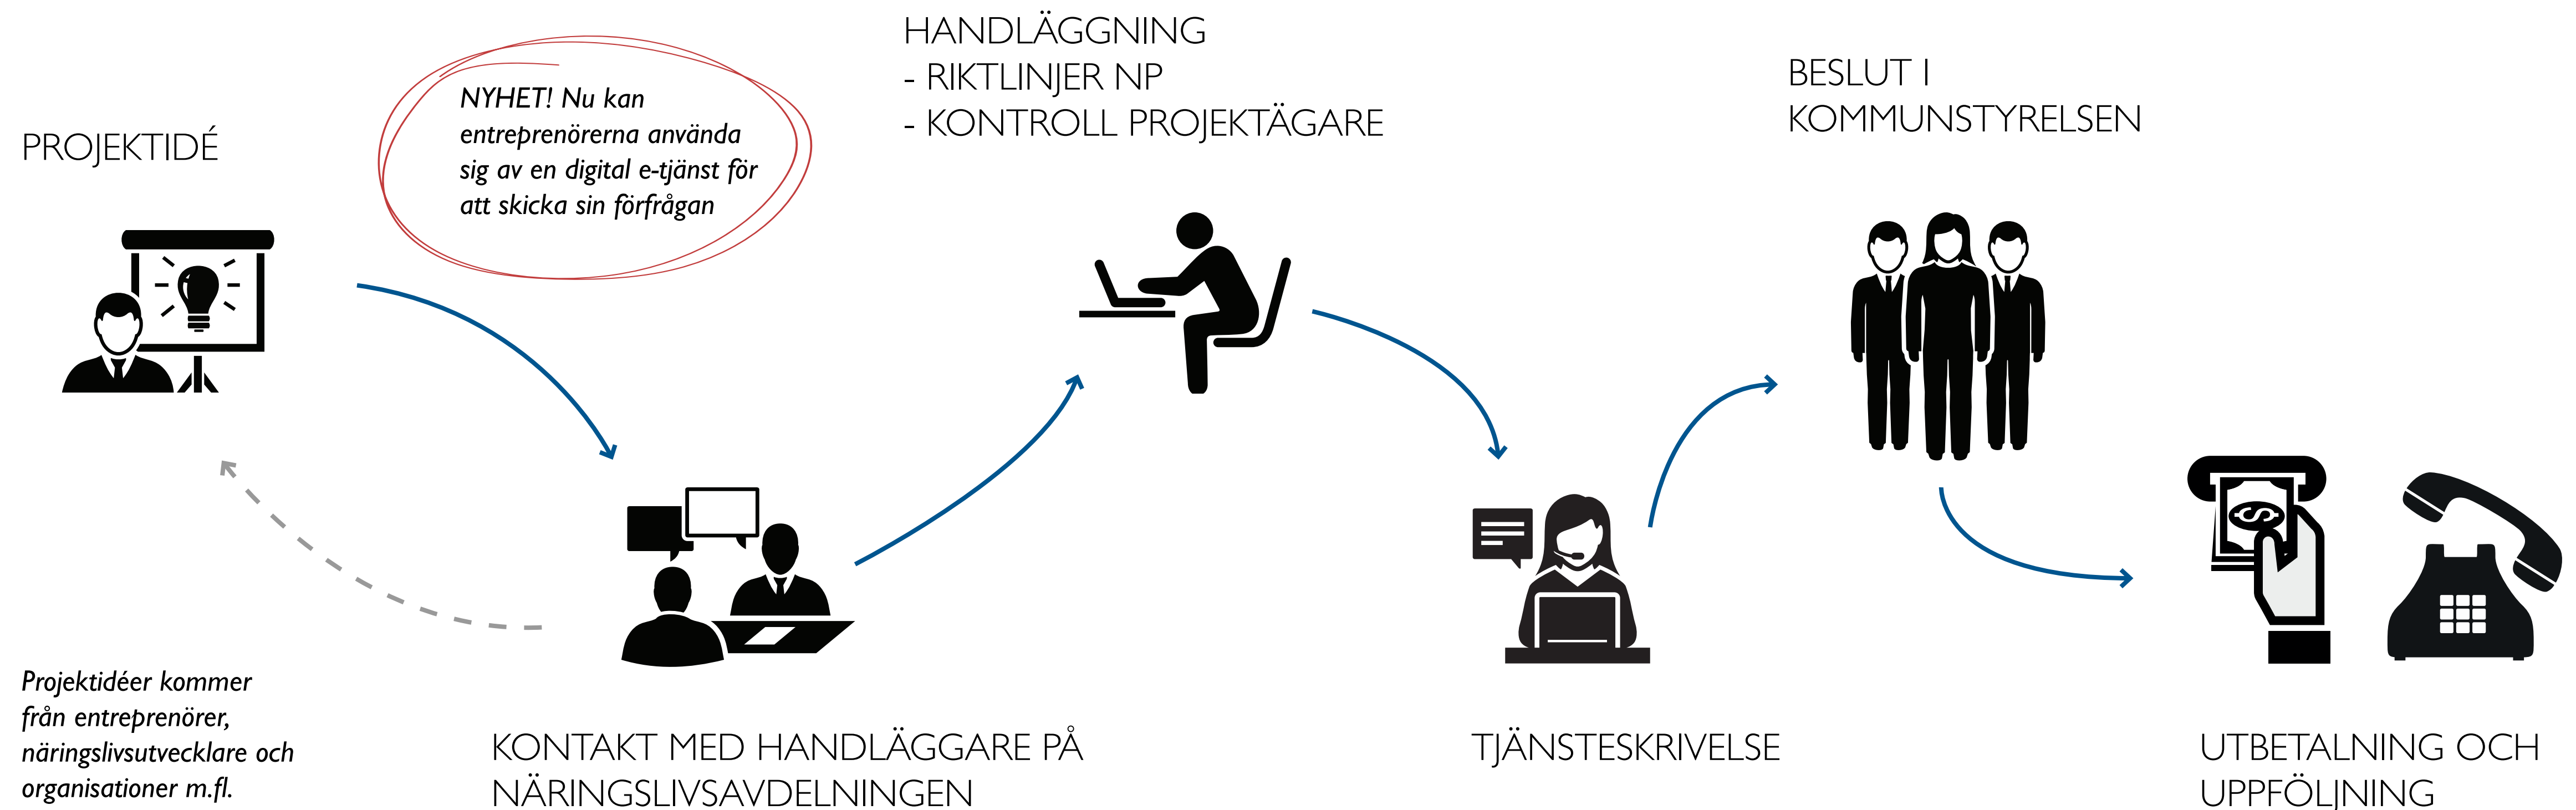 PROJEKTIDÉ
NYHET! Nu kan
entreprenörerna använda
sig av en digital e-tjänst för
att skicka sin förfrågan
HANDLÄGGNING
- RIKTLINJER NP
- KONTROLL PROJEKTÄGARE
BESLUT I
KOMMUNSTYRELSEN
Projektidéer kommer
från entreprenörer,
näringslivsutvecklare och
organisationer m.fl.
KONTAKT MED HANDLÄGGARE PÅ
NÄRINGSLIVSAVDELNINGEN
TJÄNSTESKRIVELSE
UTBETALNING OCH
UPPFÖLJNING